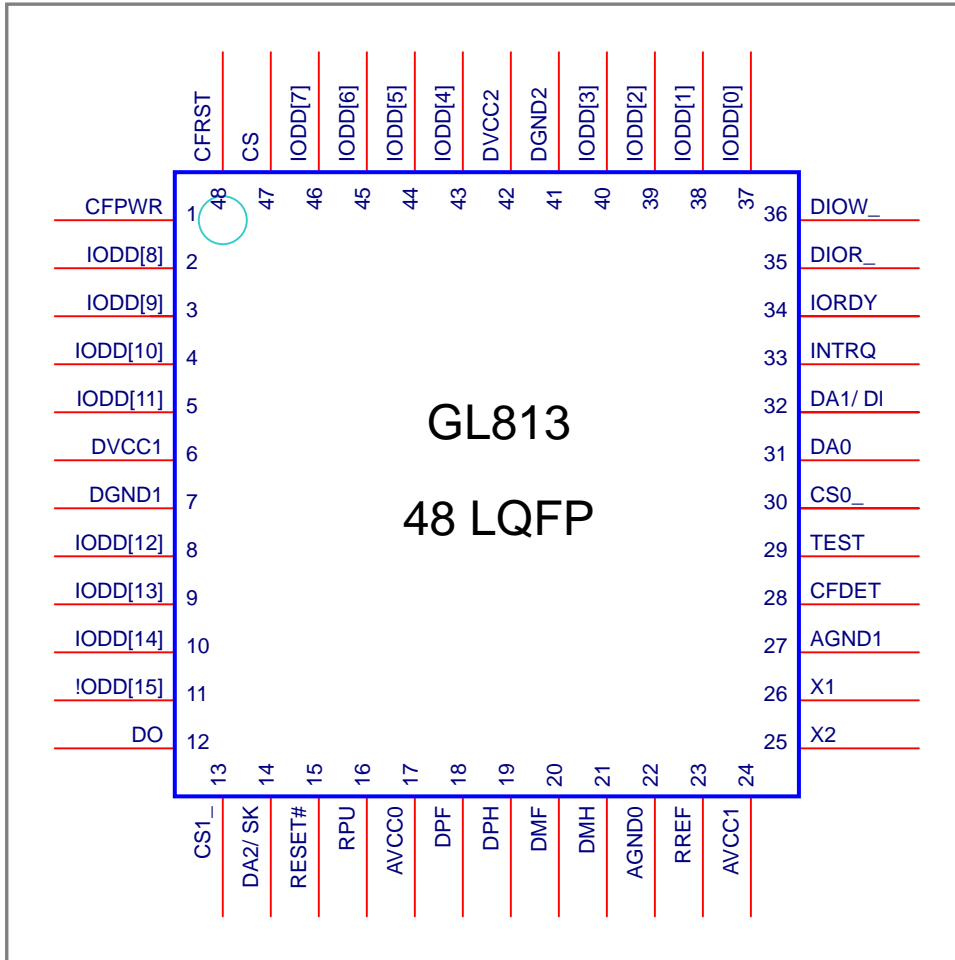 CFRST
CS
IODD[7]
IODD[6]
IODD[5]
IODD[4]
DVCC2
DGND2
IODD[3]
IODD[2]
IODD[1]
IODD[0]
48
47
46
45
44
43
42
41
40
39
38
37
CFPWR 1
IODD[8] 2
IODD[9] 3
IODD[10] 4
IODD[11] 5
DVCC1 6
DGND1 7
IODD[12] 8
IODD[13] 9
IODD[14] 10
!ODD[15] 11
DO 12
GL813
48 LQFP
36 DIOW_
35 DIOR_
34 IORDY
33 INTRQ
32 DA1/ DI
31 DA0
30 CS0_
29 TEST
28 CFDET
27 AGND1
26 X1
25 X2
13
14
15
16
17
18
19
20
21
22
23
24
CS1_
DA2/ SK
RESET#
RPU
AVCC0
DPF
DPH
DMF
DMH
AGND0
RREF
AVCC1